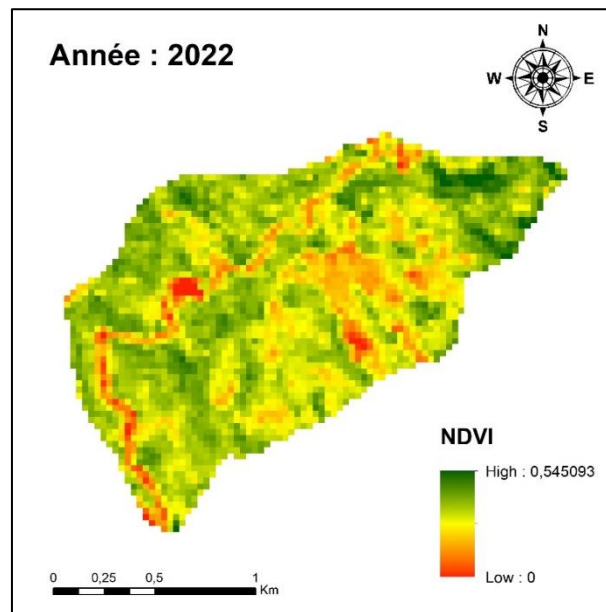 Année : 2022
N
W E
S
NDVI
High : 0,545093
Low : 0
0 0,25 0,5 1
Km